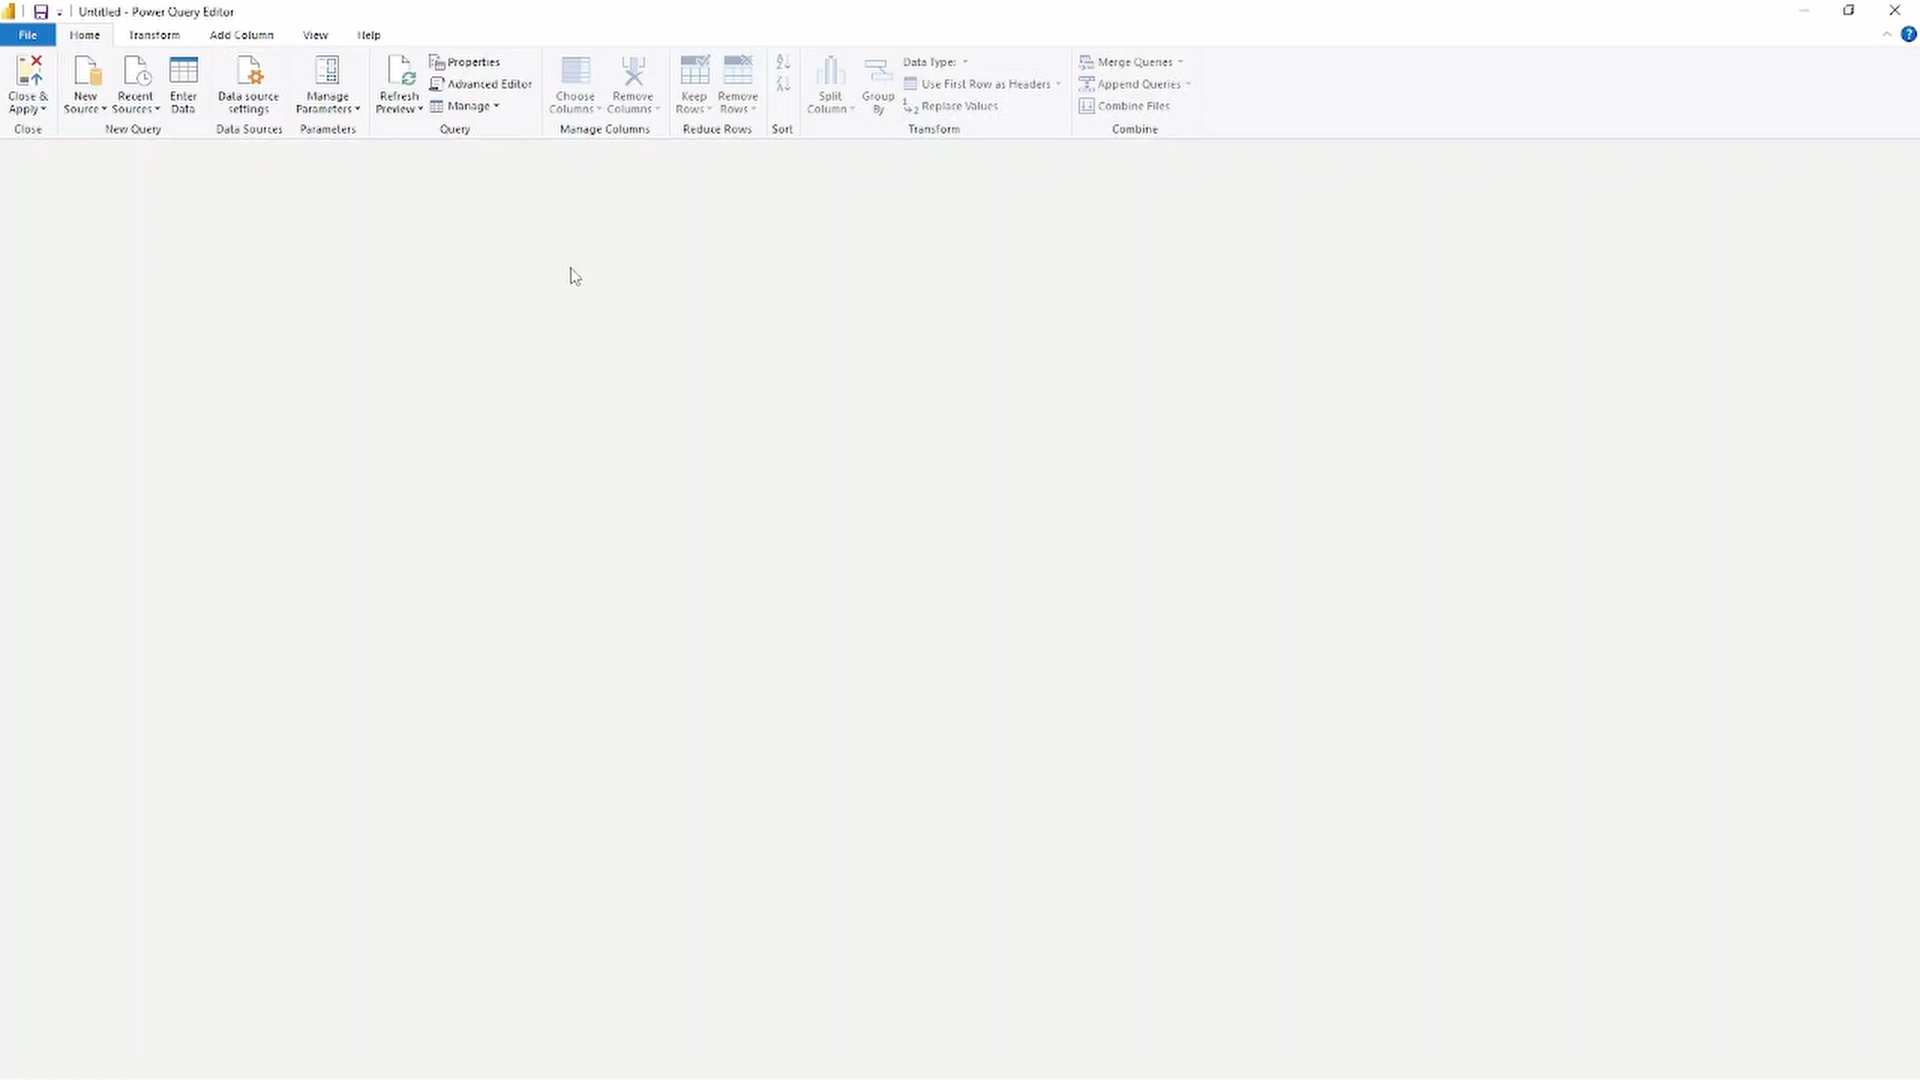 Untitled - Power Query Editor
File Home Transform Add Column View Help
Close & Apply
New Source
Recent Sources
Enter Data
Data source settings
Manage Parameters
Refresh Preview
Properties
Advanced Editor
Manage
Choose Columns
Remove Columns
Keep Rows
Remove Rows
Split Column
Group By
Data Type:
Use First Row as Headers
Replace Values
Merge Queries
Append Queries
Combine Files
Close
New Query
Data Sources
Parameters
Query
Manage Columns
Reduce Rows
Sort
Transform
Combine